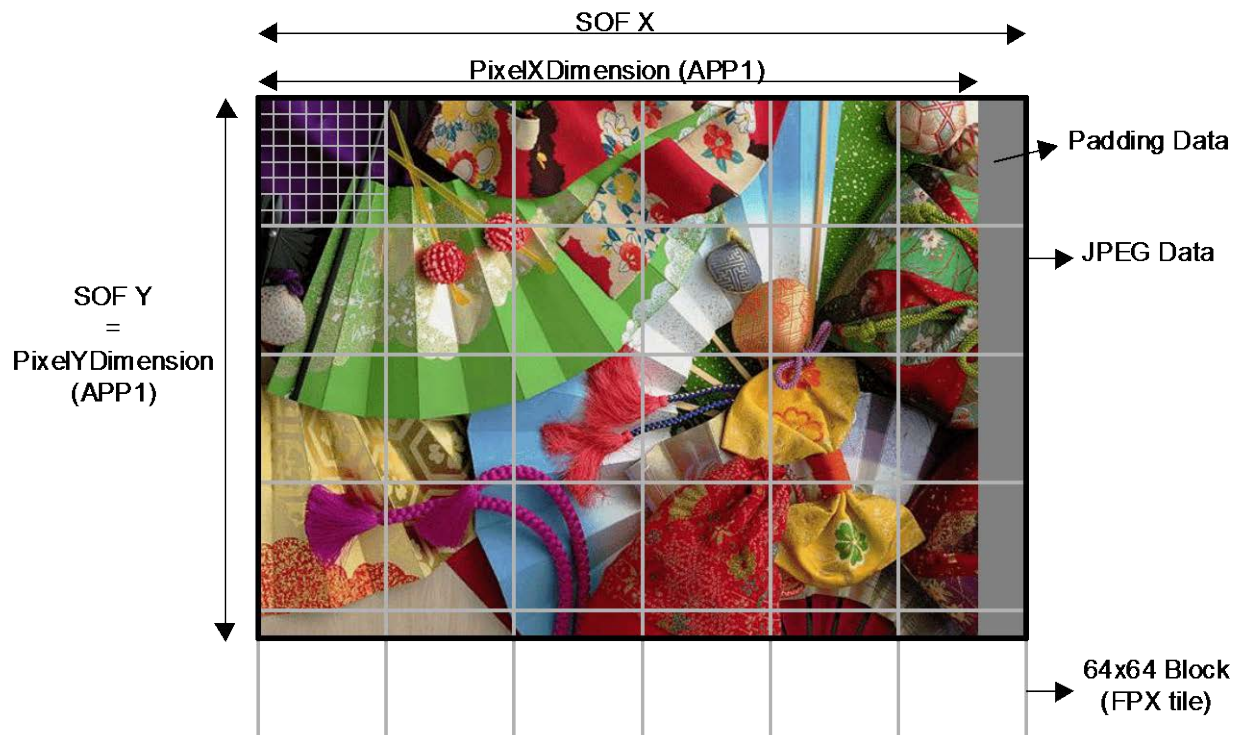 SOF X
PixelXDimension (APP1)
Padding Data
JPEG Data
SOF Y
=
PixelYDimension
(APP1)
64x64 Block
(FPX tile)